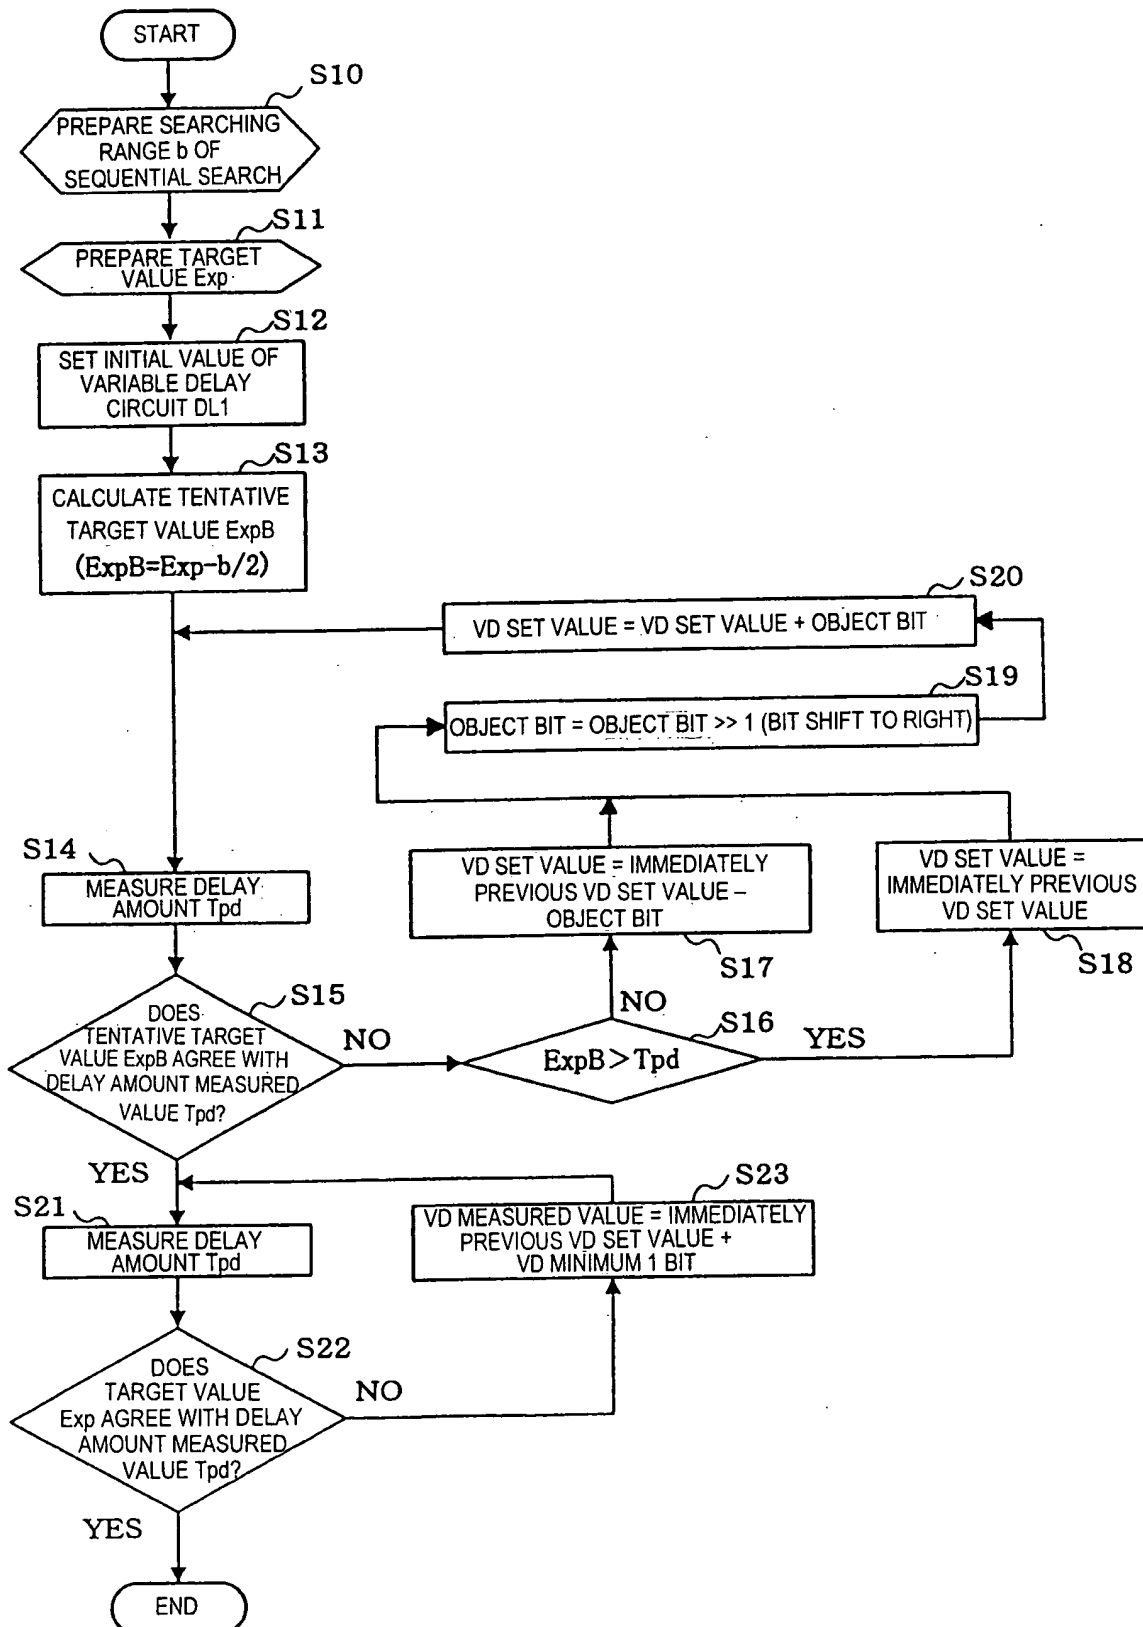 START
S10
PREPARE SEARCHING
RANGE b OF
SEQUENTIAL SEARCH
S11
PREPARE TARGET
VALUE Exp
S12
SET INITIAL VALUE OF
VARIABLE DELAY
CIRCUIT DL1
S13
CALCULATE TENTATIVE
TARGET VALUE ExpB
(ExpB=Exp-b/2)
S20
VD SET VALUE = VD SET VALUE + OBJECT BIT
S19
OBJECT BIT = OBJECT BIT >> 1 (BIT SHIFT TO RIGHT)
S14
MEASURE DELAY
AMOUNT Tpd
VD SET VALUE = IMMEDIATELY
PREVIOUS VD SET VALUE –
OBJECT BIT
S17
VD SET VALUE =
IMMEDIATELY PREVIOUS
VD SET VALUE
S18
S15
DOES
TENTATIVE TARGET
VALUE ExpB AGREE WITH
DELAY AMOUNT MEASURED
VALUE Tpd?
NO
NO
S16
ExpB > Tpd
YES
YES
S21
MEASURE DELAY
AMOUNT Tpd
S23
VD MEASURED VALUE = IMMEDIATELY
PREVIOUS VD SET VALUE +
VD MINIMUM 1 BIT
S22
DOES
TARGET VALUE
Exp AGREE WITH DELAY
AMOUNT MEASURED
VALUE Tpd?
NO
YES
END